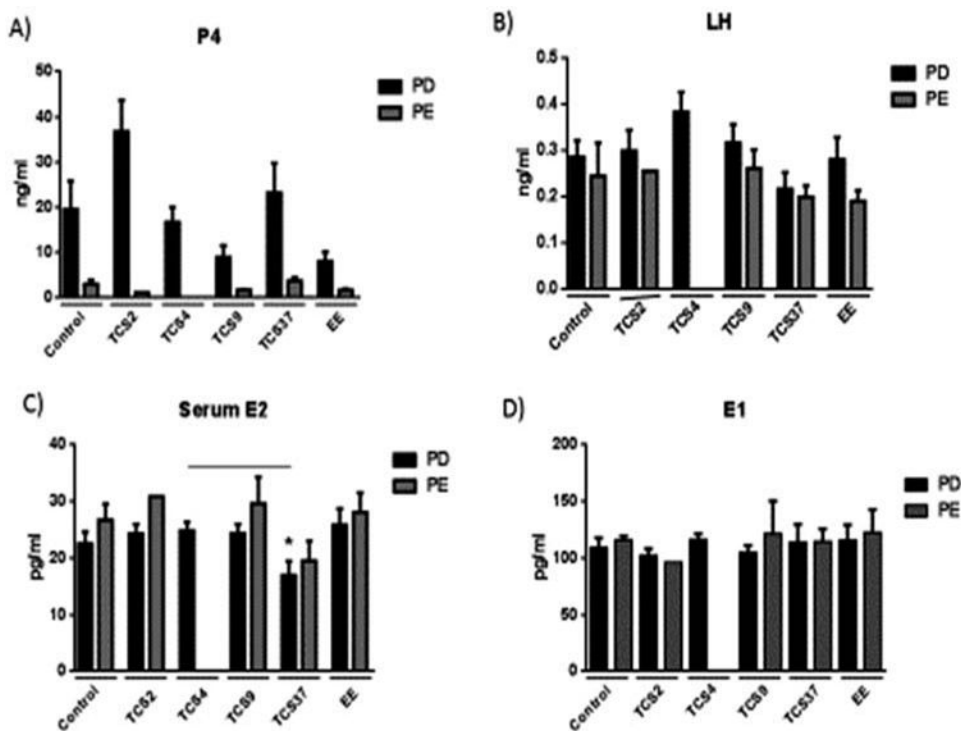 A)
P4
50
40
30
20
10
0
ng/ml
PD
PE
Control
TCS2
TCS4
TCS9
TCS37
EE
B)
LH
0.5
0.4
0.3
0.2
0.1
0.0
ng/ml
PD
PE
Control
TCS2
TCS4
TCS9
TCS37
EE
C)
Serum E2
40
30
20
10
0
pg/ml
*
PD
PE
Control
TCS2
TCS4
TCS9
TCS37
EE
D)
E1
200
150
100
50
0
pg/ml
PD
PE
Control
TCS2
TCS4
TCS9
TCS37
EE